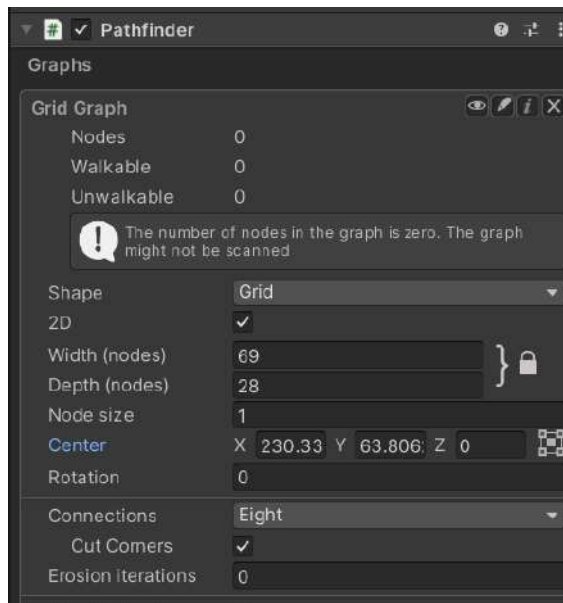 Pathfinder
Graphs
Grid Graph
Nodes 0
Walkable 0
Unwalkable 0
The number of nodes in the graph is zero. The graph
might not be scanned
Shape Grid
2D
Width (nodes) 69
Depth (nodes) 28
Node size 1
Center X 230.33 Y 63.806 Z 0
Rotation 0
Connections Eight
Cut Corners
Erosion Iterations 0